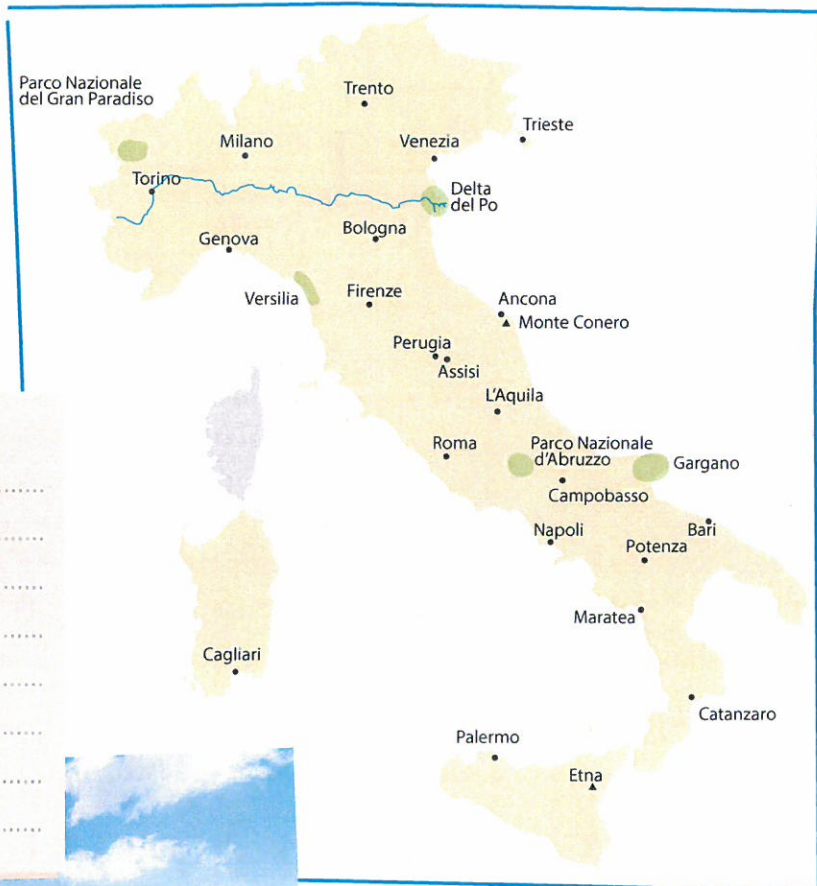 Parco Nazionale
del Gran Paradiso
Trento
Trieste
Milano
Venezia
Torino
Delta
del Po
Bologna
Genova
Versilia
Firenze
Ancona
Monte Conero
Perugia
Assisi
L'Aquila
Roma
Parco Nazionale
d'Abruzzo
Gargano
Campobasso
Napoli
Bari
Potenza
Maratea
Cagliari
Catanzaro
Palermo
Etna